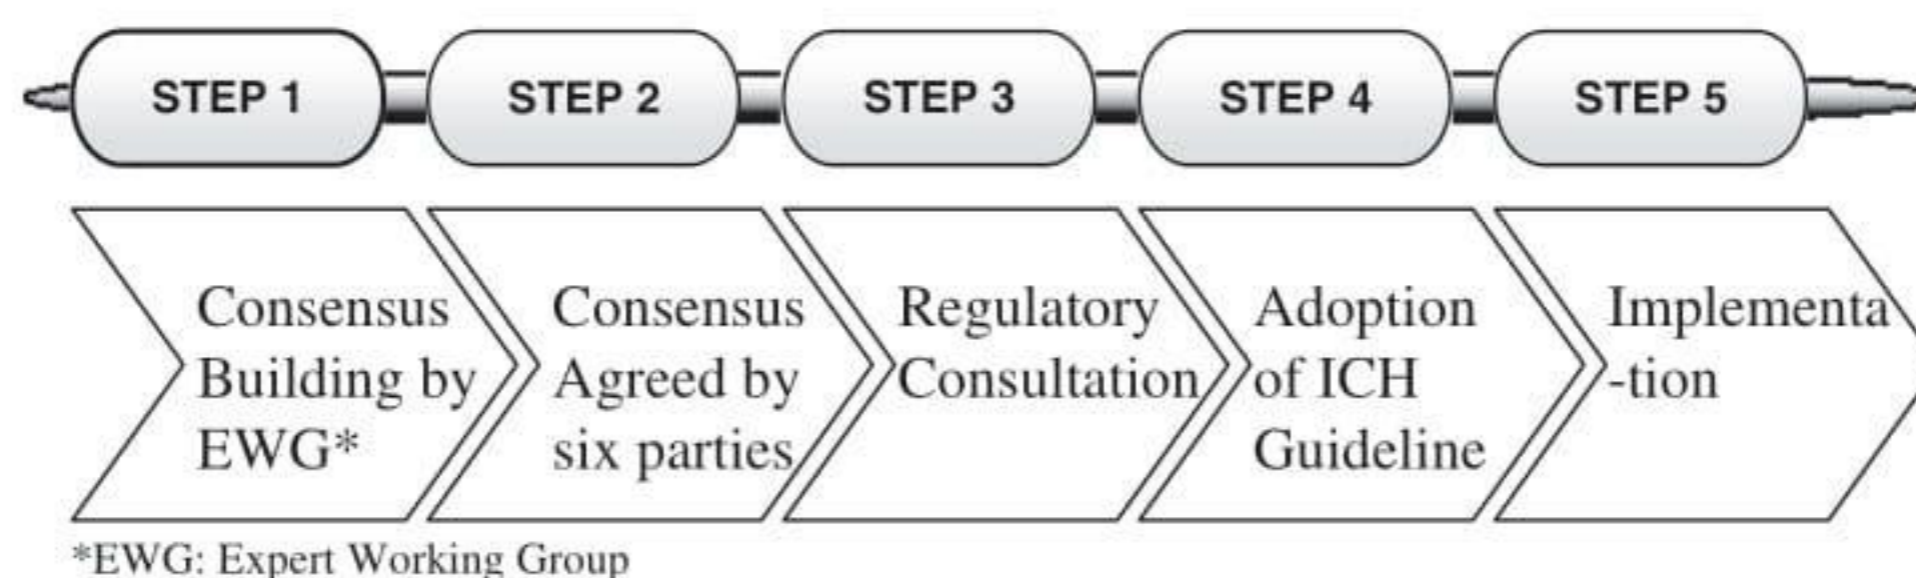 STEP 1
STEP 2
STEP 3
STEP 4
STEP 5
Consensus
Building by
EWG*
Consensus
Agreed by
six parties
Regulatory
Consultation
Adoption
of ICH
Guideline
Implementa
-tion
*EWG: Expert Working Group